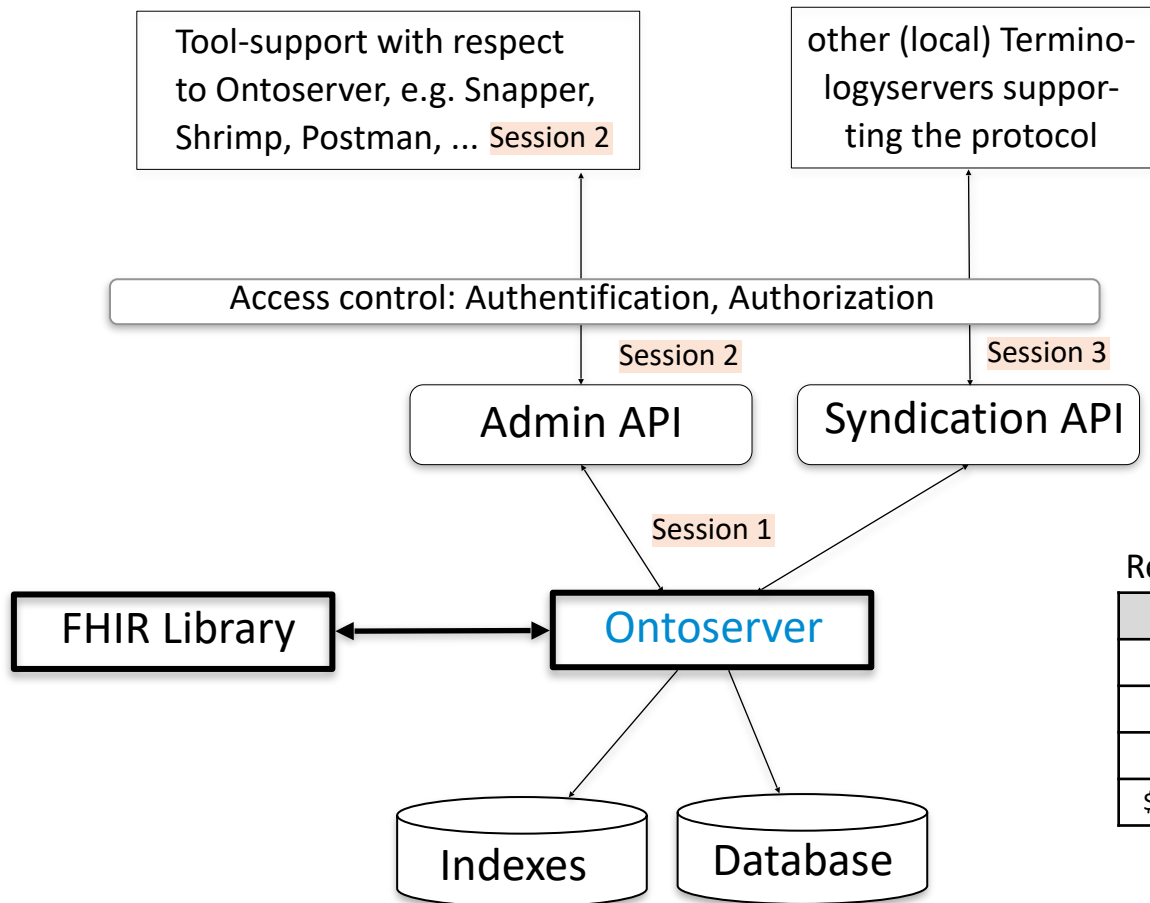 Tool-support with respect
to Ontoserver, e.g. Snapper,
Shrimp, Postman, ... Session 2
other (local) Termino-
logyservers suppor-
ting the protocol
Access control: Authentification, Authorization
Session 2
Session 3
Admin API
Syndication API
Session 1
Re
FHIR Library
Ontoserver
$
Indexes
Database